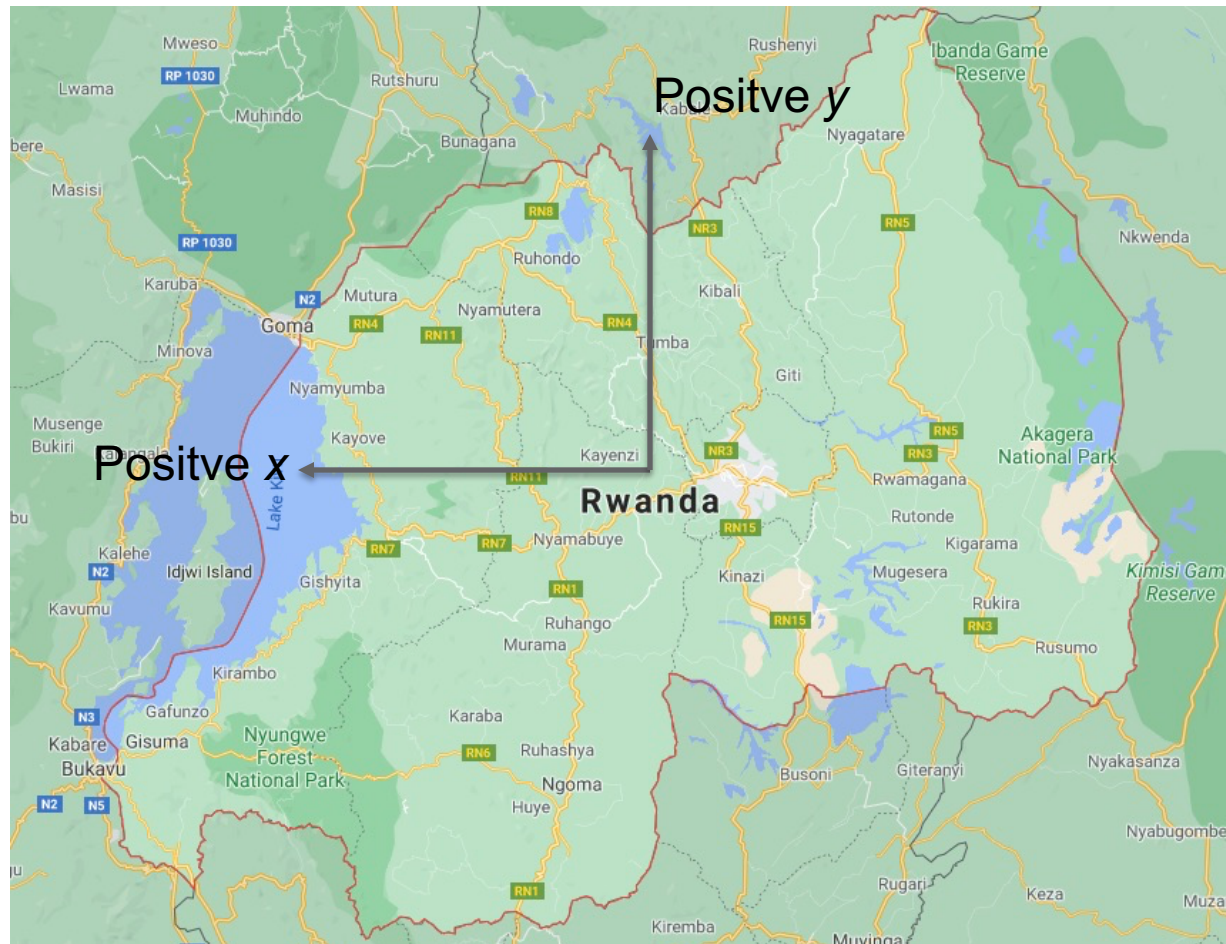 Mweso
Rushenyi
Ibanda Game
Reserve
RP 1030
Rutshuru
Lwama
Positve y
Kabale
Muhindo
Nyagatare
Bunagana
bere
Masisi
RN8
RN5
NR3
Nkwenda
RP 1030
Ruhondo
Karuba
Mutura
Kibali
N2
Nyamutera
Goma
RN4
RN4
RN11
Tumba
Minova
Giti
Nyamyumba
Musenge
Bukiri
Kayove
RN5
Akagera
National Park
Kalangala
Kayenzi
NR3
RN3
Positve x
RN11
Rwamagana
Rwanda
Rutonde
bu
RN15
Nyamabuye
RN7
RN7
Kalehe
Kigarama
N2
Idjwi Island
Gishyita
Kinazi
Mugesera
Kimisi Gam
Reserve
RN1
Kavumu
Rukira
Ruhango
RN15
RN3
Murama
Rusumo
Kirambo
Gafunzo
N3
Karaba
Kabare
Gisuma
Nyungwe
Forest
National Park
RN6
Ruhashya
Bukavu
Nyakasanza
Busoni
Giteranyi
Ngoma
N2
N5
Huye
Nyabugombe
gu
Rugari
RN1
Keza
Muza
Kiremba
Muyinga